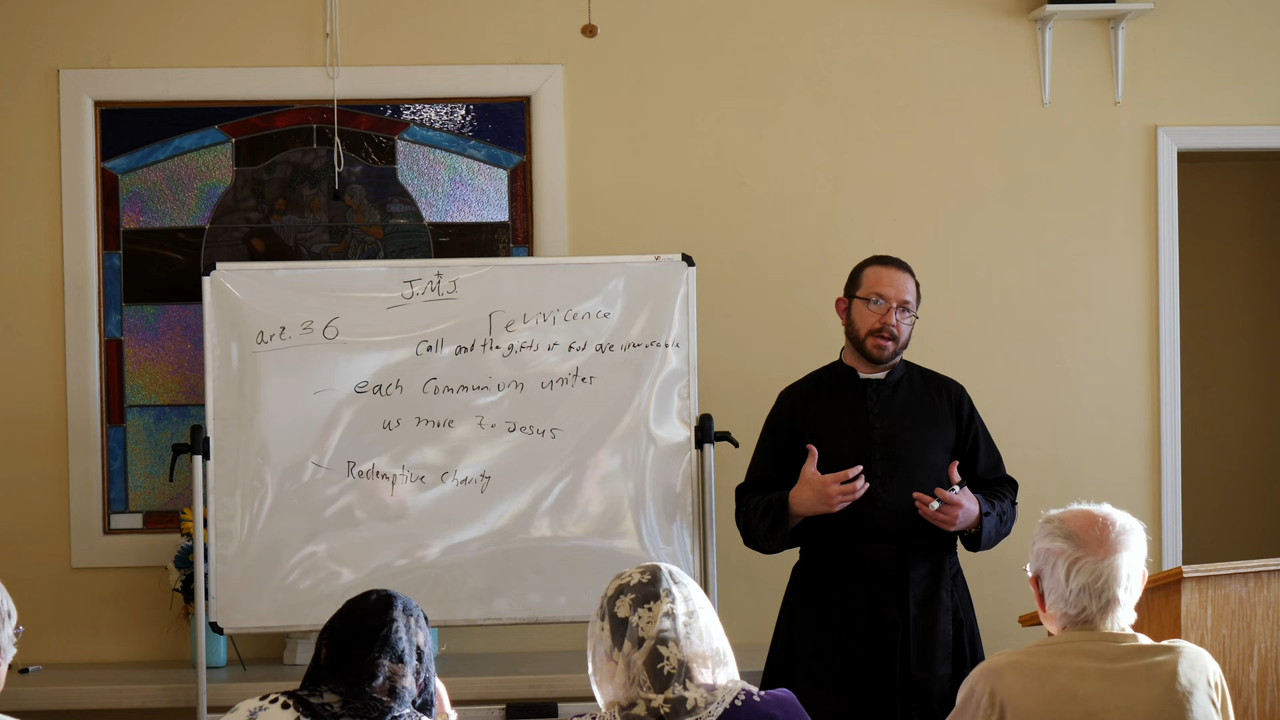 J.M.J.
art. 36
revivicence
Call and the gifts of God are irrevocable
– each Communion unites
us more to Jesus
– Redemptive charity